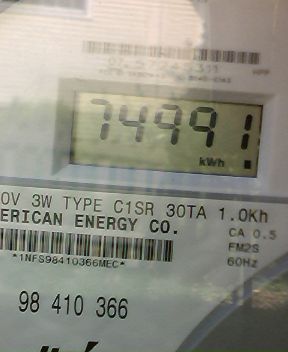 74991
kWh
0V 3W TYPE C1SR 30TA 1.0Kh
ERICAN ENERGY CO.
CA 0.5
FM2S
*1NFS98410366MEC*
60Hz
98 410 366